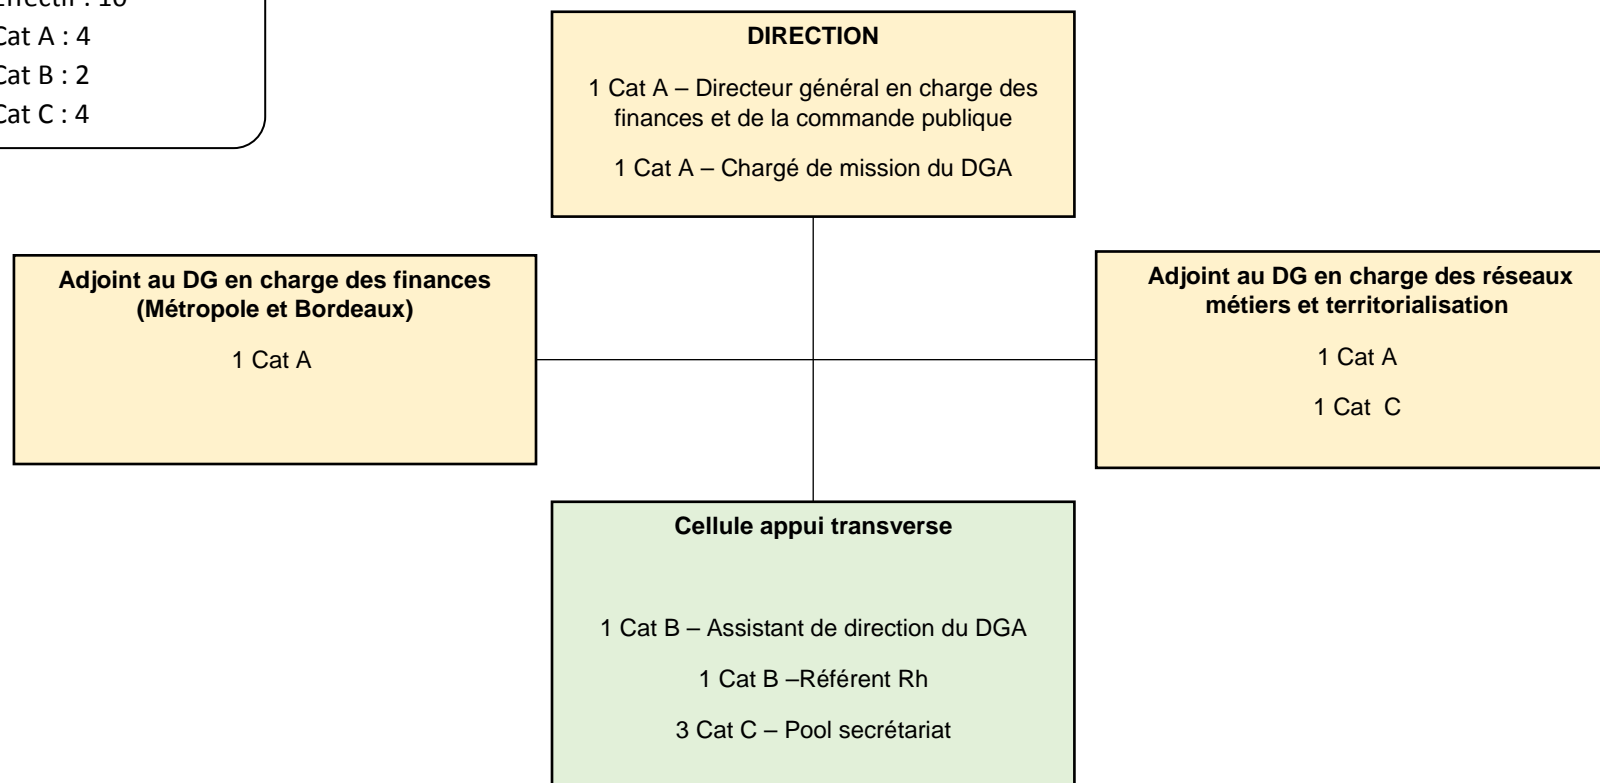 Cat A : 4
Cat B : 2
Cat C : 4
DIRECTION
1 Cat A – Directeur général en charge des
finances et de la commande publique
1 Cat A – Chargé de mission du DGA
Adjoint au DG en charge des finances
(Métropole et Bordeaux)
1 Cat A
Adjoint au DG en charge des réseaux
métiers et territorialisation
1 Cat A
1 Cat  C
Cellule appui transverse
1 Cat B – Assistant de direction du DGA
1 Cat B –Référent Rh
3 Cat C – Pool secrétariat